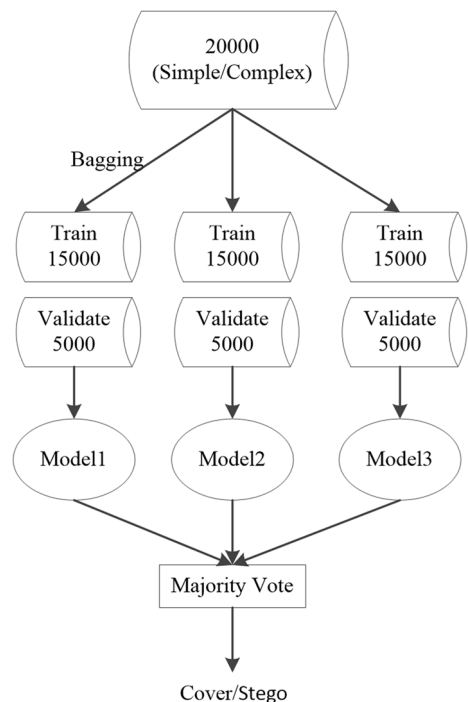 20000
(Simple/Complex)
Bagging
Train
15000
Train
15000
Train
15000
Validate
5000
Validate
5000
Validate
5000
Model1
Model2
Model3
Majority Vote
Cover/Stego